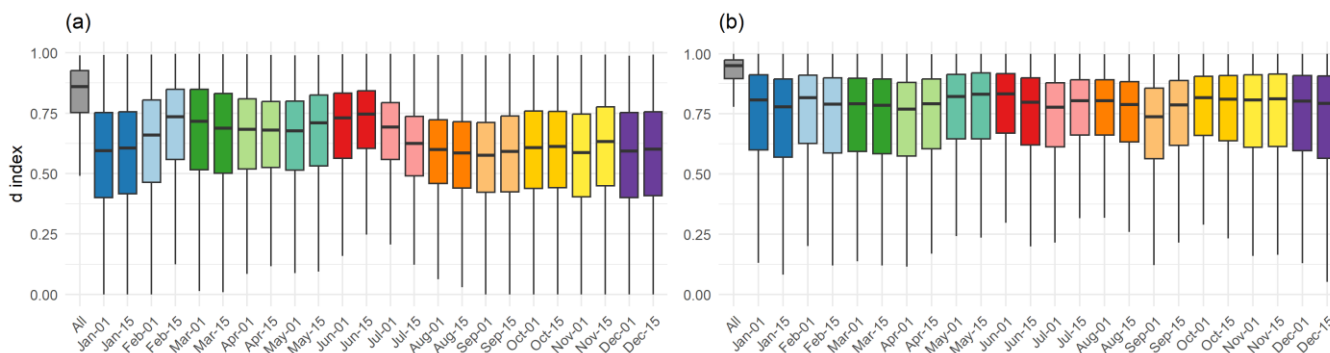 (a)
d index
1.00
0.75
0.50
0.25
0.00
All
Jan-01
Jan-15
Feb-01
Feb-15
Mar-01
Mar-15
Apr-01
Apr-15
May-01
May-15
Jun-01
Jun-15
Jul-01
Jul-15
Aug-01
Aug-15
Sep-01
Sep-15
Oct-01
Oct-15
Nov-01
Nov-15
Dec-01
Dec-15
(b)
1.00
0.75
0.50
0.25
0.00
All
Jan-01
Jan-15
Feb-01
Feb-15
Mar-01
Mar-15
Apr-01
Apr-15
May-01
May-15
Jun-01
Jun-15
Jul-01
Jul-15
Aug-01
Aug-15
Sep-01
Sep-15
Oct-01
Oct-15
Nov-01
Nov-15
Dec-01
Dec-15